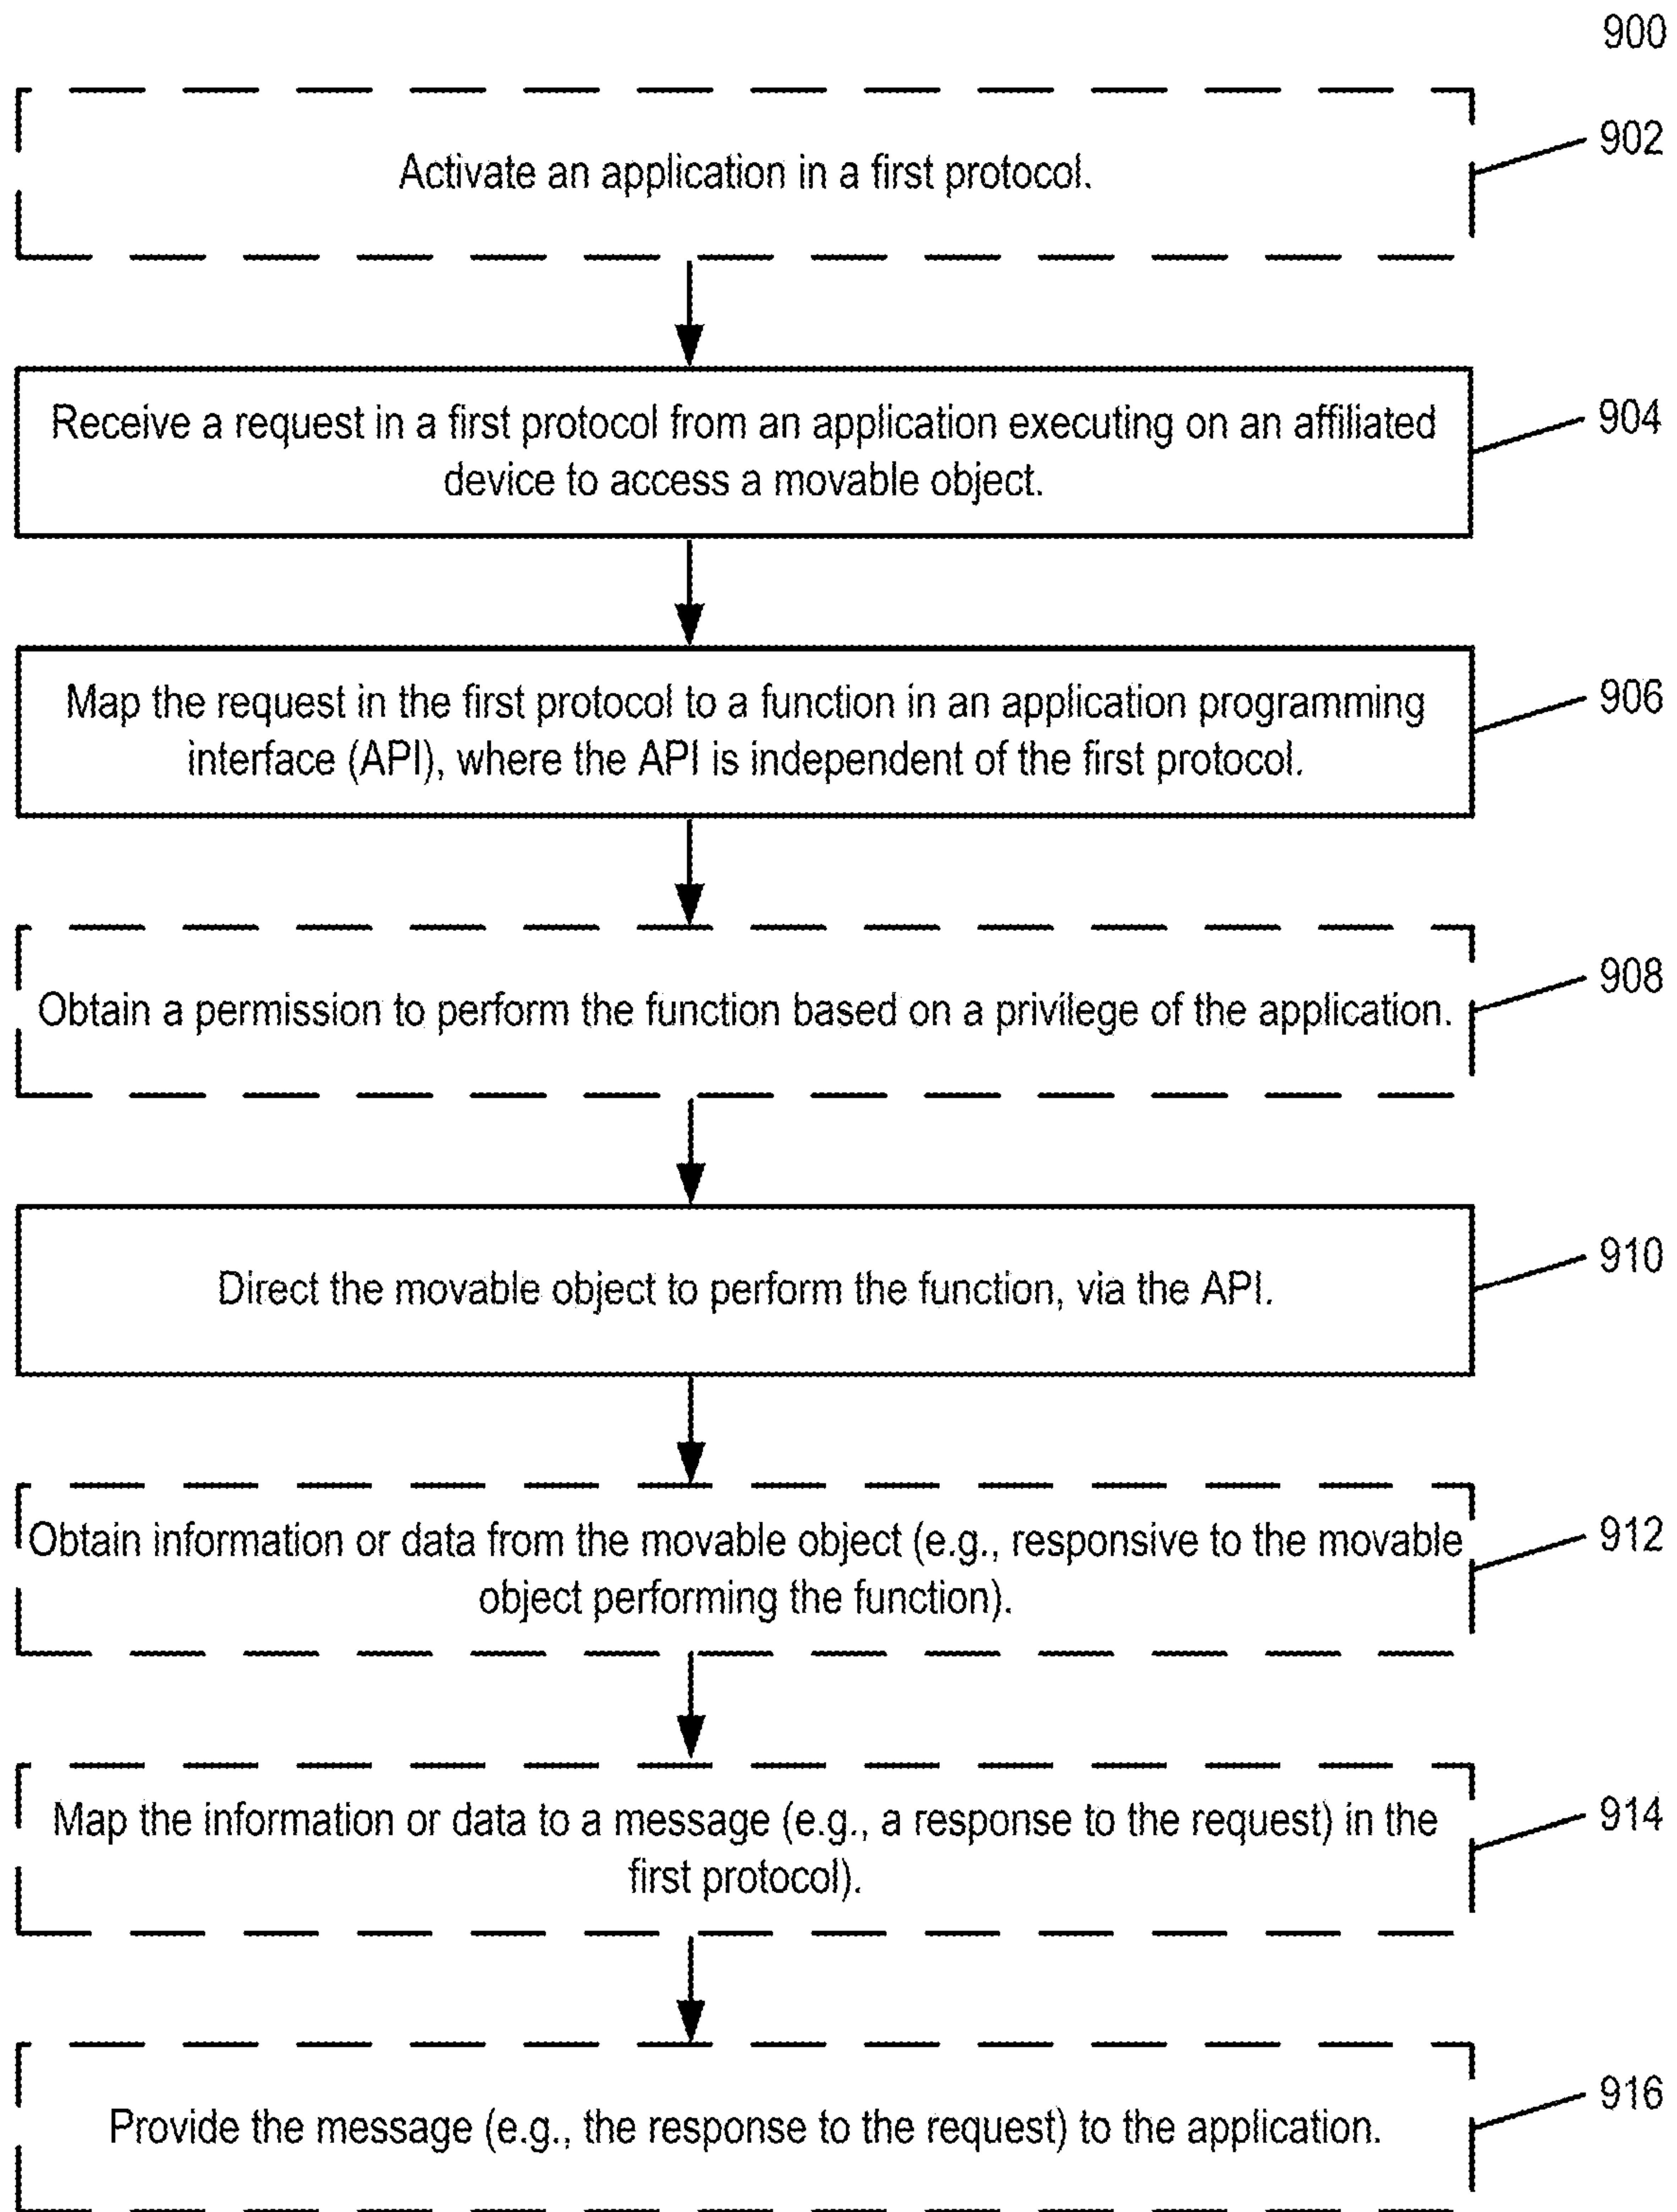 900
Activate an application in a first protocol.
902
Receive a request in a first protocol from an application executing on an affiliated
device to access a movable object.
904
Map the request in the first protocol to a function in an application programming
interface (API), where the API is independent of the first protocol.
906
Obtain a permission to perform the function based on a privilege of the application.
908
Direct the movable object to perform the function, via the API.
910
Obtain information or data from the movable object (e.g., responsive to the movable
object performing the function).
912
Map the information or data to a message (e.g., a response to the request) in the
first protocol).
914
Provide the message (e.g., the response to the request) to the application.
916